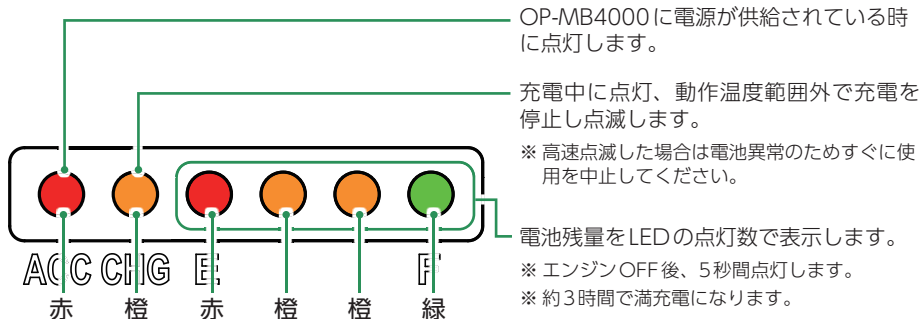 OP-MB4000に電源が供給されている時
に点灯します。
充電中に点灯、動作温度範囲外で充電を
停止し点滅します。
※ 高速点滅した場合は電池異常のためすぐに使
用を中止してください。
電池残量をLEDの点灯数で表示します。
※ エンジンOFF後、5秒間点灯します。
※ 約3時間で満充電になります。
ACC CHG E F
赤 橙 赤 橙 橙 緑